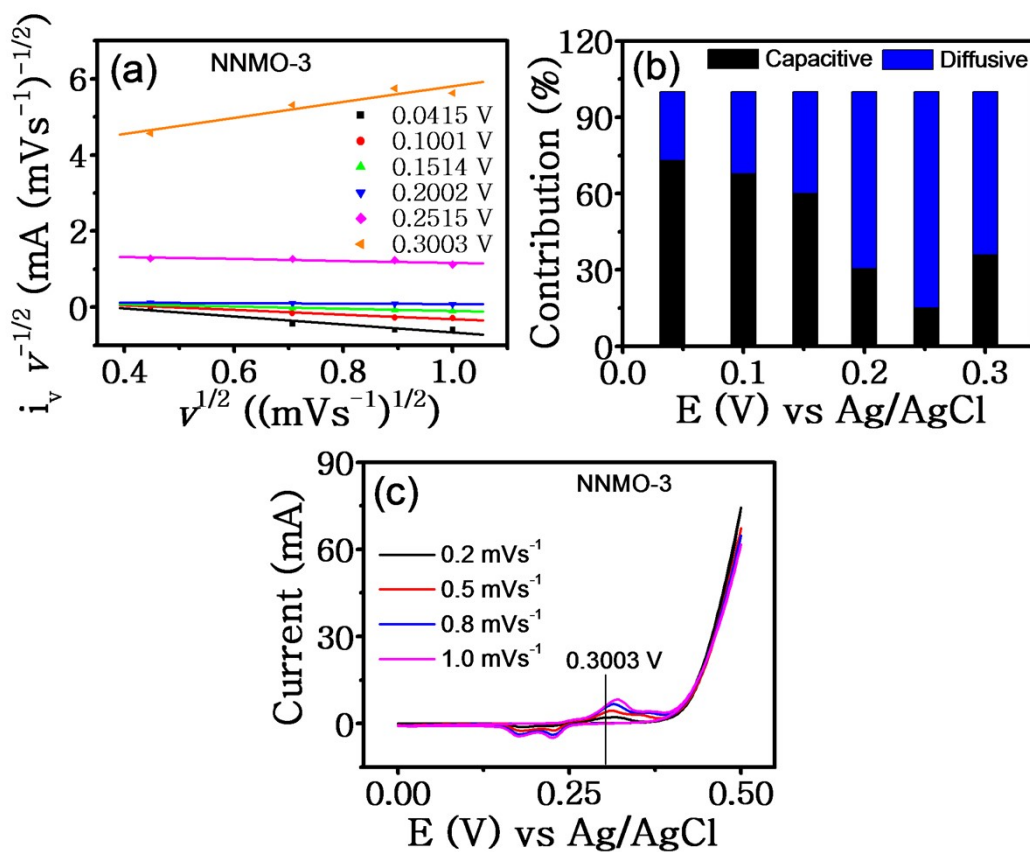 (a)
NNMO-3
i_v v^{-1/2} (mA (mVs^{-1})^{-1/2})
6
4
2
0
0.0415 V
0.1001 V
0.1514 V
0.2002 V
0.2515 V
0.3003 V
0.4 0.6 0.8 1.0
v^{1/2} ((mVs^{-1})^{1/2})
(b)
Capacitive Diffusive
Contribution (%)
120
90
60
30
0
0.0 0.1 0.2 0.3
E (V) vs Ag/AgCl
(c)
NNMO-3
Current (mA)
90
60
30
0
0.2 mVs^{-1}
0.5 mVs^{-1}
0.8 mVs^{-1}
1.0 mVs^{-1}
0.3003 V
0.00 0.25 0.50
E (V) vs Ag/AgCl